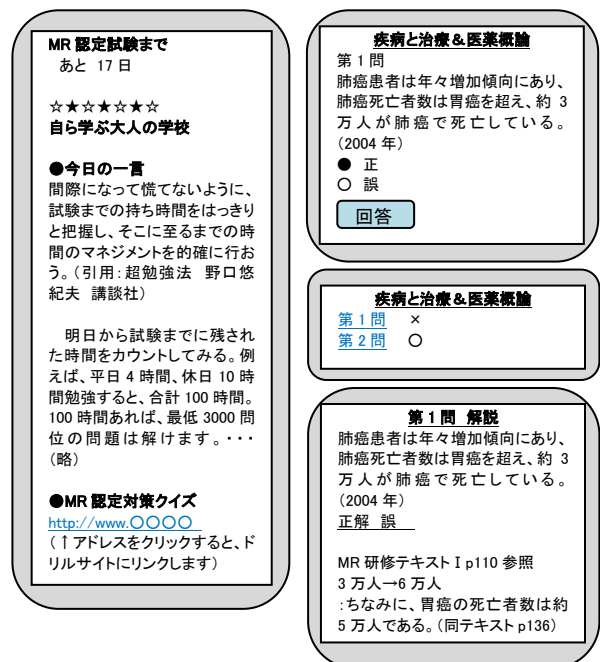 MR 認定試験まで
あと 17 日
☆★☆★☆★☆
自ら学ぶ大人の学校
●今日の一言
間際になって慌てないように、
試験までの持ち時間をはっきり
と把握し、そこに至るまでの時
間のマネジメントを的確に行お
う。(引用:超勉強法 野口悠
紀夫 講談社)
明日から試験までに残され
た時間をカウントしてみる。例
えば、平日 4 時間、休日 10 時
間勉強すると、合計 100 時間。
100 時間あれば、最低 3000 問
位の問題は解けます。・・・
(略)
●MR 認定対策クイズ
http://www.〇〇〇〇
(↑アドレスをクリックすると、ド
リルサイトにリンクします)
疾病と治療&医薬概論
第 1 問
肺癌患者は年々増加傾向にあり、
肺癌死亡者数は胃癌を超え、約 3
万人が肺癌で死亡している。
(2004 年)
● 正
〇 誤
回答
疾病と治療&医薬概論
第 1 問 ×
第 2 問 〇
第 1 問 解説
肺癌患者は年々増加傾向にあり、
肺癌死亡者数は胃癌を超え、約 3
万人が肺癌で死亡している。
(2004 年)
正解 誤
MR 研修テキストⅠp110 参照
3 万人→6 万人
:ちなみに、胃癌の死亡者数は約
5 万人である。(同テキスト p136)